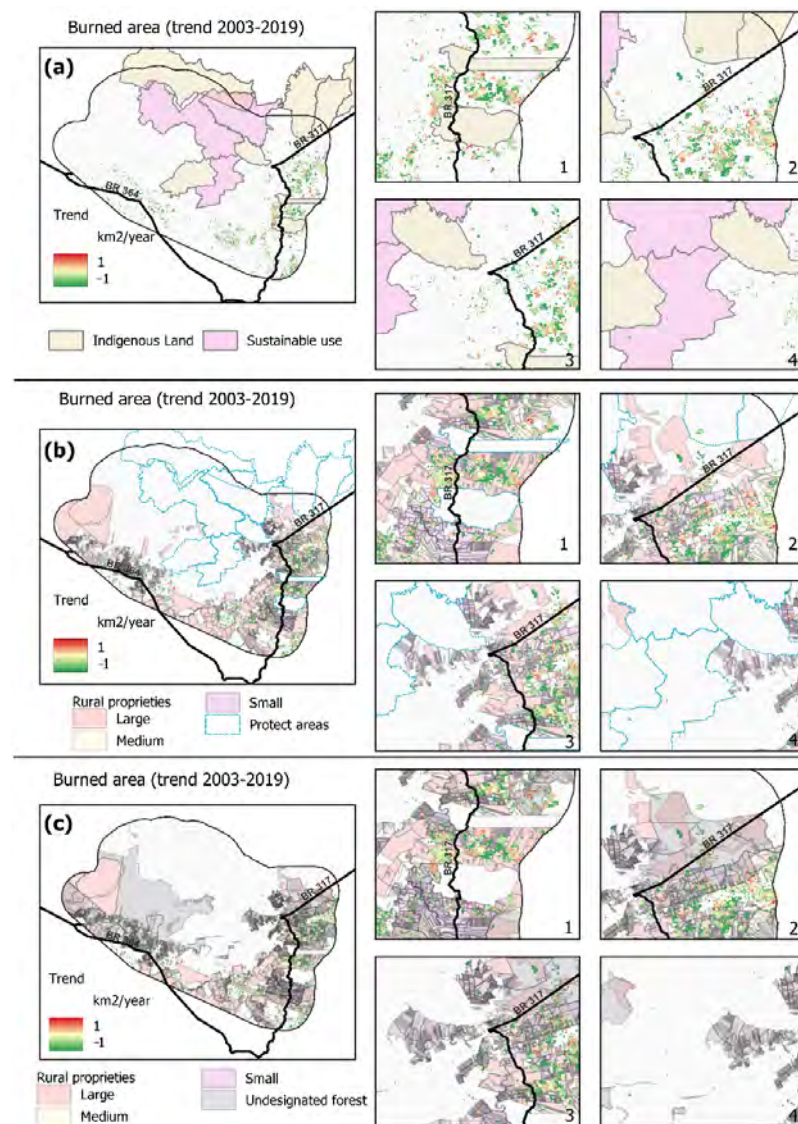 Burned area (trend 2003-2019)
(a)
BR 317
BR 364
Trend
km2/year
1
-1
Indigenous Land
Sustainable use
BR 317
1
BR 317
2
BR 317
3
4
Burned area (trend 2003-2019)
(b)
BR 317
Trend
km2/year
1
-1
Rural proprieties
Large
Medium
Small
Protect areas
BR 317
1
BR 317
2
BR 317
3
4
Burned area (trend 2003-2019)
(c)
BR 317
Trend
km2/year
1
-1
Rural proprieties
Large
Medium
Small
Undesignated forest
BR 317
1
BR 317
2
BR 317
3
4